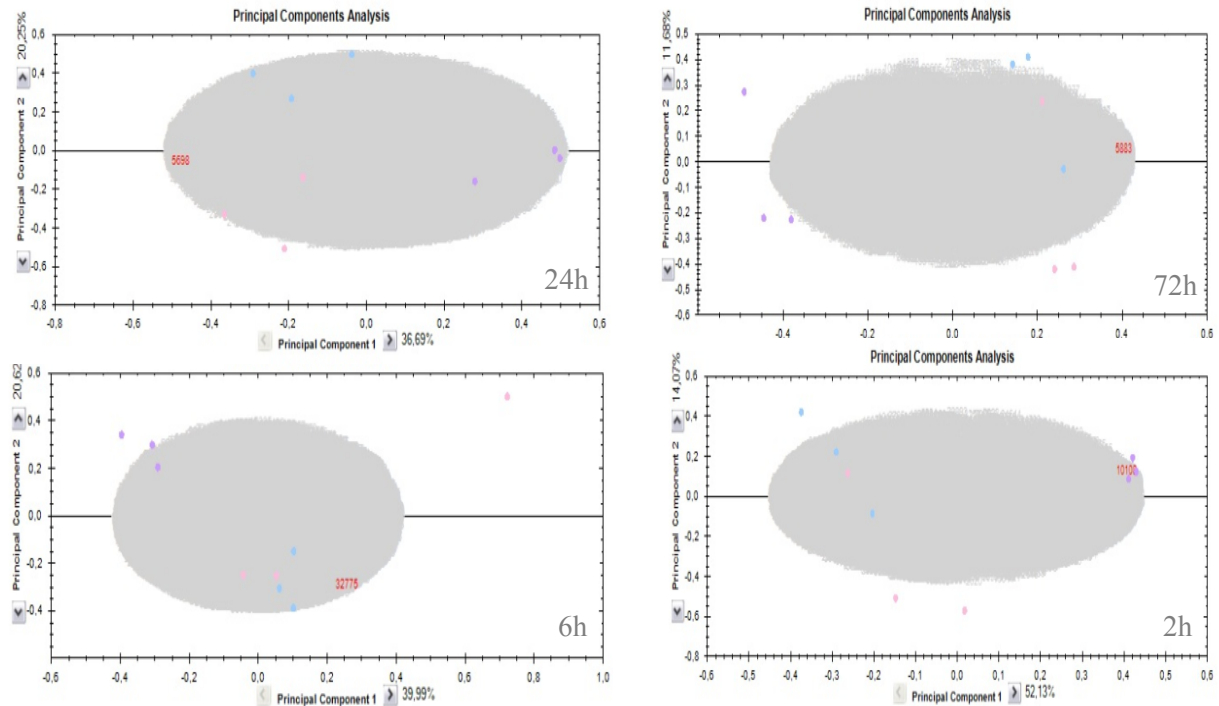 Principal Components Analysis
20,25%
Principal Component 2
0,6
0,4
0,2
0,0
-0,2
-0,4
-0,6
-0,8
5698
24h
-0,8 -0,6 -0,4 -0,2 0,0 0,2 0,4 0,6
Principal Component 1 36,69%
Principal Components Analysis
11,68%
Principal Component 2
0,6
0,5
0,4
0,3
0,2
0,1
0,0
-0,1
-0,2
-0,3
-0,4
-0,5
-0,6
5883
72h
-0,4 -0,2 0,0 0,2 0,4 0,6
20,62
Principal Component 2
0,6
0,4
0,2
0,0
-0,2
-0,4
32775
6h
-0,6 -0,4 -0,2 0,0 0,2 0,4 0,6 0,8 1,0
Principal Component 1 39,99%
Principal Components Analysis
14,07%
Principal Component 2
0,6
0,4
0,2
0,0
-0,2
-0,4
-0,6
-0,8
2h
-0,6 -0,5 -0,4 -0,3 -0,2 -0,1 0,0 0,1 0,2 0,3 0,4 0,5 0,6
Principal Component 1 52,13%